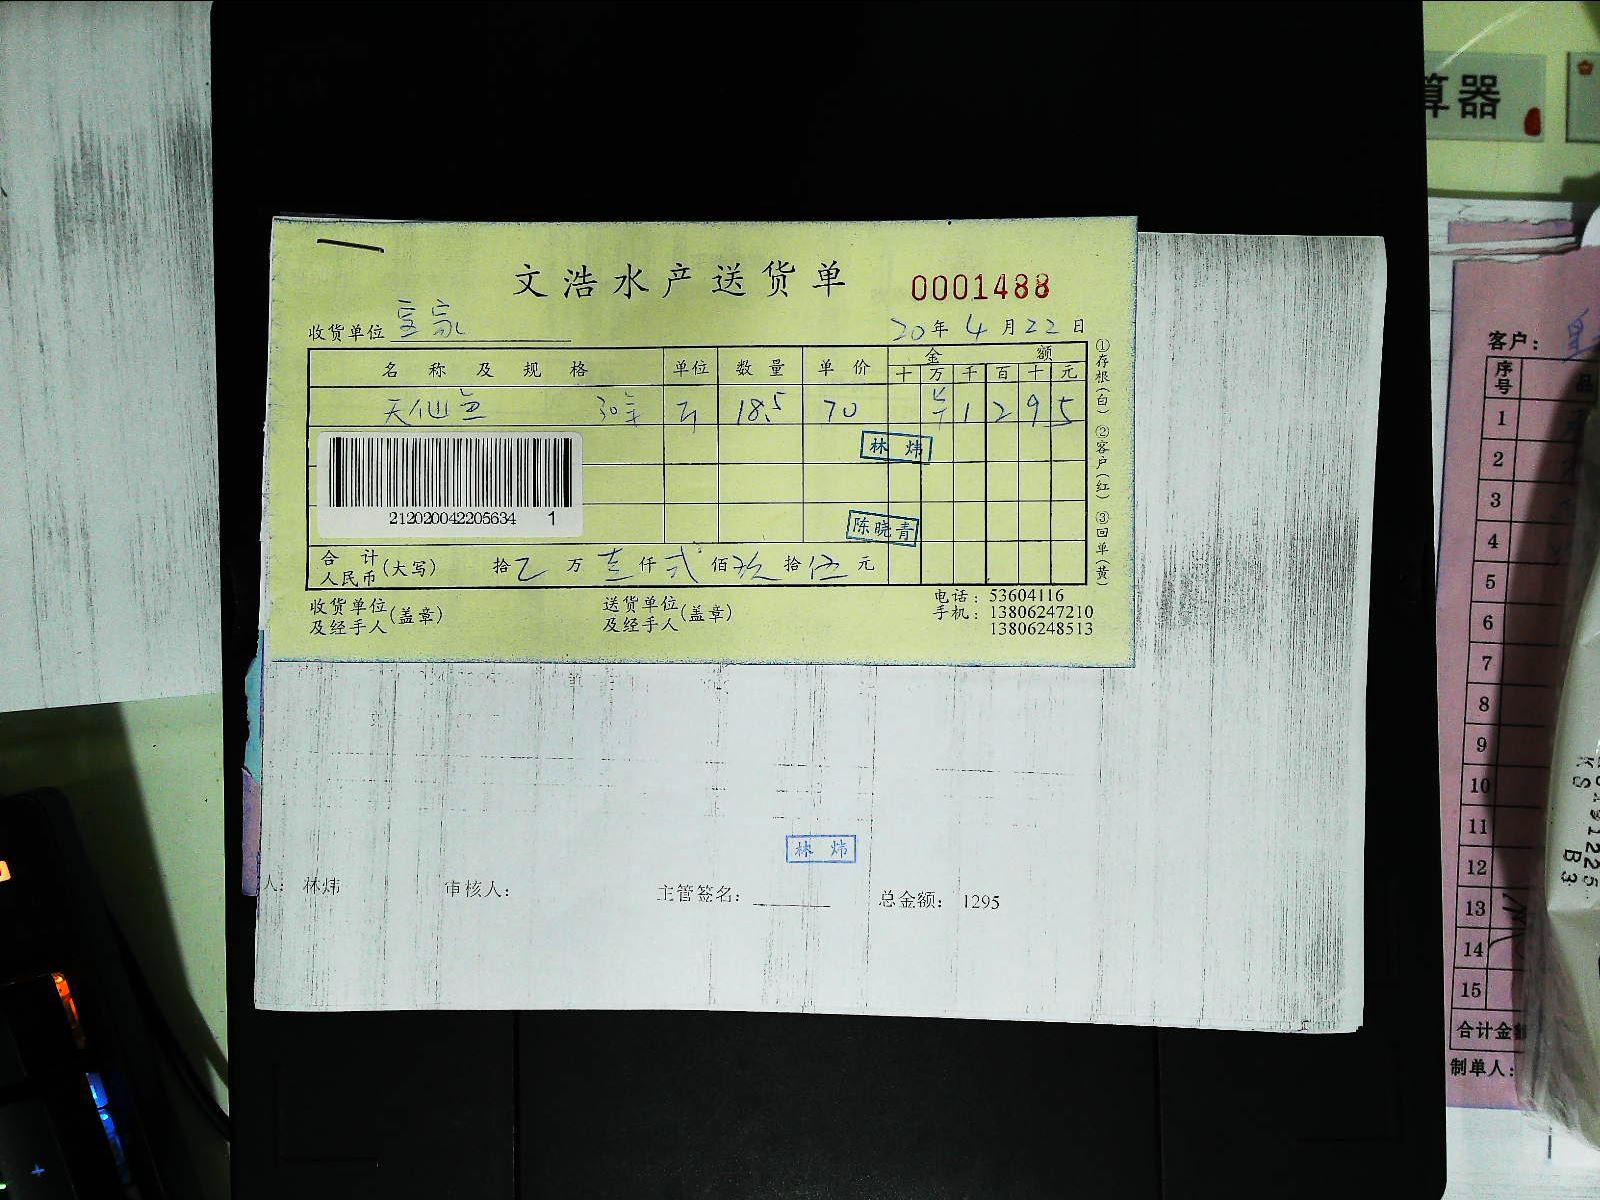 算器
文浩水产送货单 0001488
收货单位
20年4月22日
名称及规格 单位 数量 单价 金额
十 万 千 百 十 元
天仙鱼 18.5 70 1 2 9 5
林炜
212020042205634 1
陈晓青
合计人民币(大写) 拾 万 壹仟 弍佰 玖拾 伍元
①存根(白) ②客户(红) ③回单(黄)
收货单位及经手人(盖章) 送货单位及经手人(盖章)
电话：53604116
手机：13806247210
13806248513
林炜
人： 林炜 审核人： 主管签名： 总金额： 1295
客户：
序号 品
1
2
3
4
5
6
7
8
9
10
11
12
13
14
15
合计金
制单人：